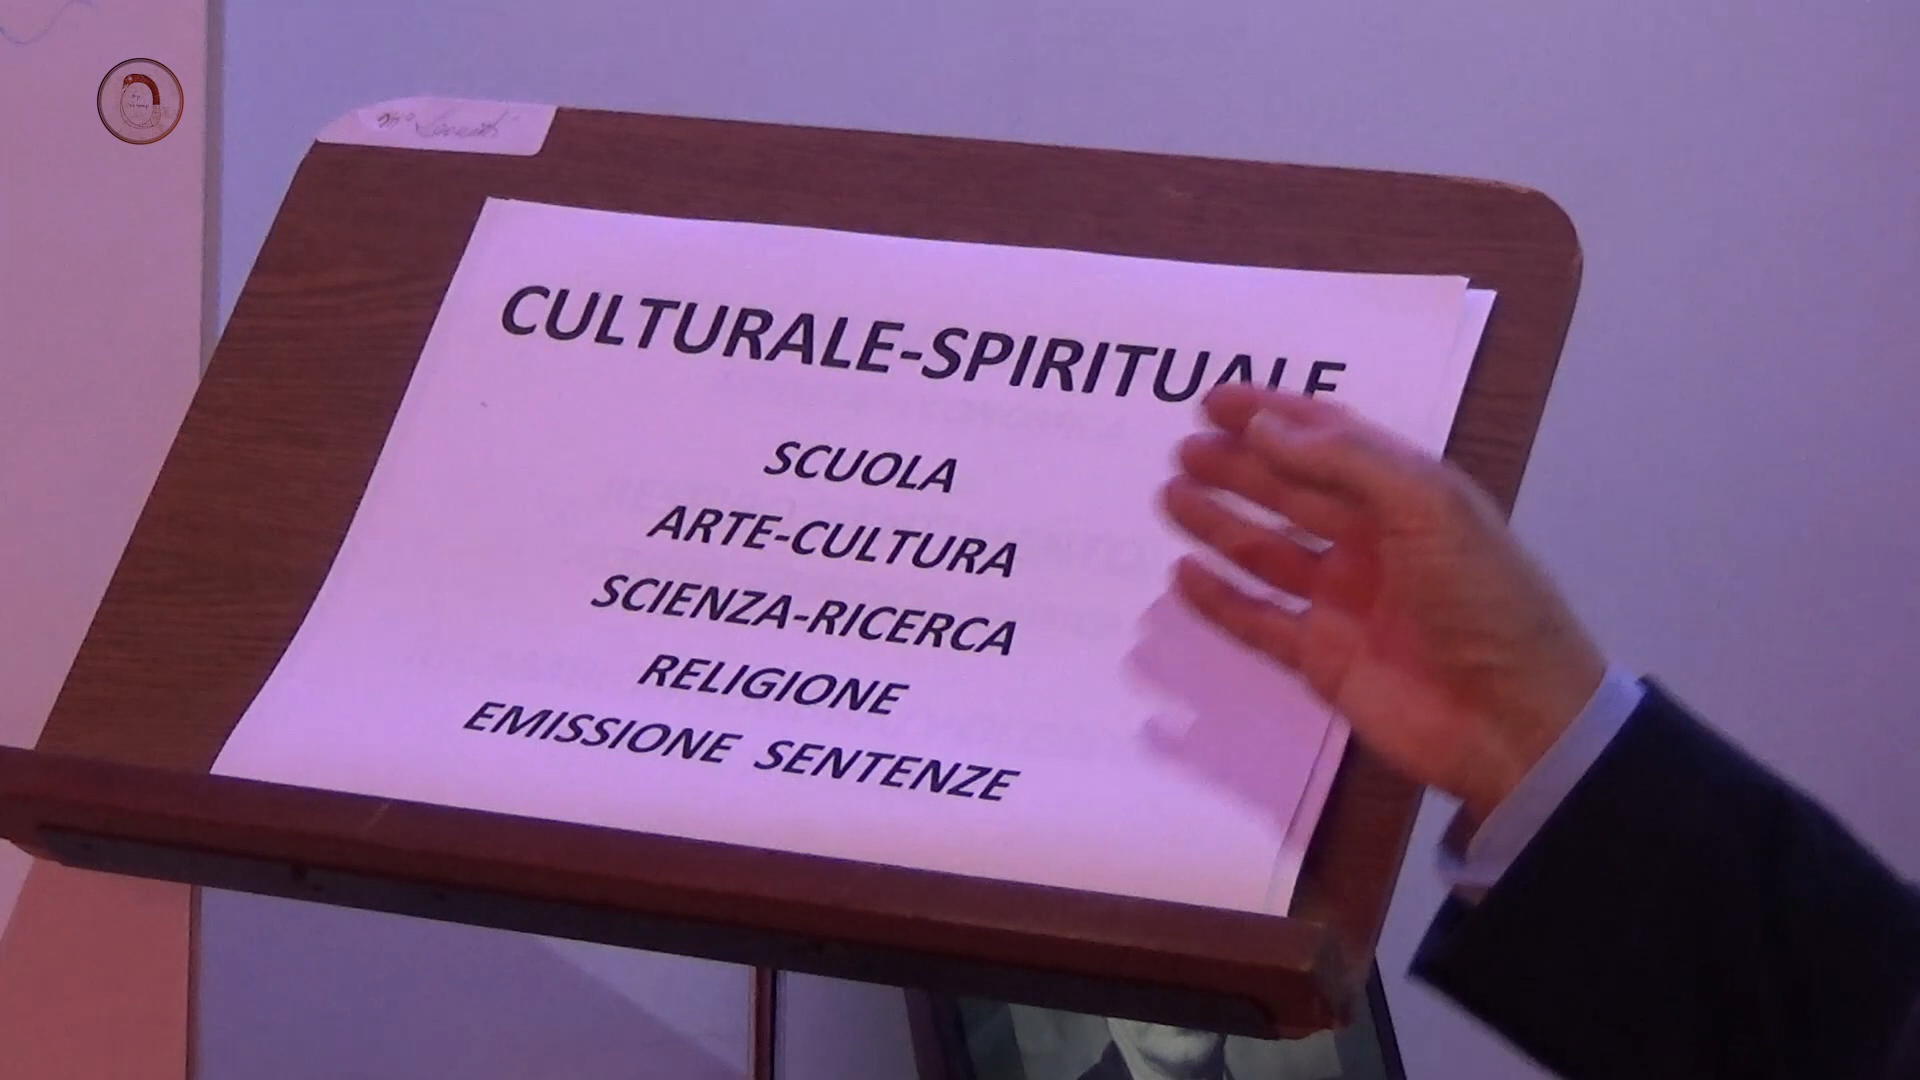 CULTURALE-SPIRITUALE
SCUOLA
ARTE-CULTURA
SCIENZA-RICERCA
RELIGIONE
EMISSIONE SENTENZE